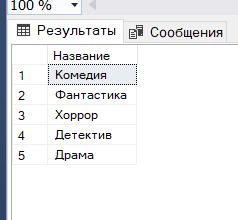 100 %
Результаты Сообщения
Название
1 Комедия
2 Фантастика
3 Хоррор
4 Детектив
5 Драма